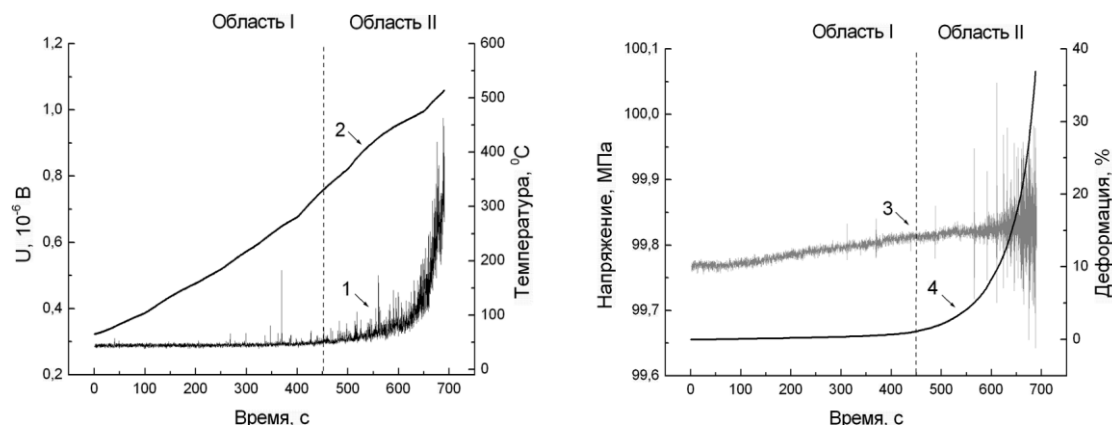 Область I
Область II
1,2
1,0
0,8
0,6
0,4
0,2
U, 10⁻⁶ В
600
500
400
300
200
100
0
Температура, ⁰C
2
1
0 100 200 300 400 500 600 700
Время, с
Область I
Область II
100,1
100,0
99,9
99,8
99,7
99,6
Напряжение, МПа
40
30
20
10
0
Деформация, %
3
4
0 100 200 300 400 500 600 700
Время, с